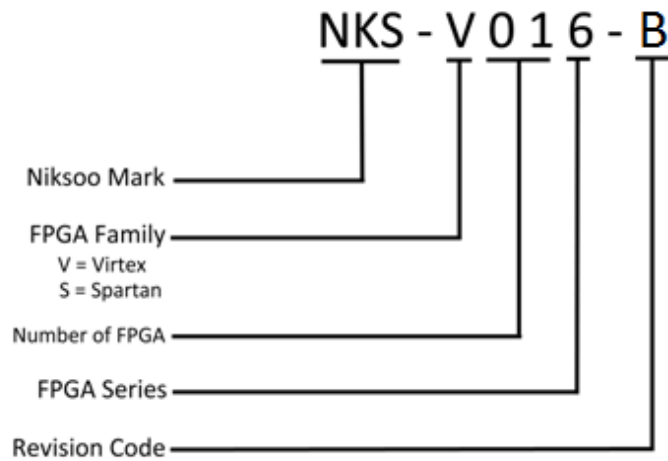 NKS - V 0 1 6 - B
Niksoo Mark
FPGA Family
V = Virtex
S = Spartan
Number of FPGA
FPGA Series
Revision Code